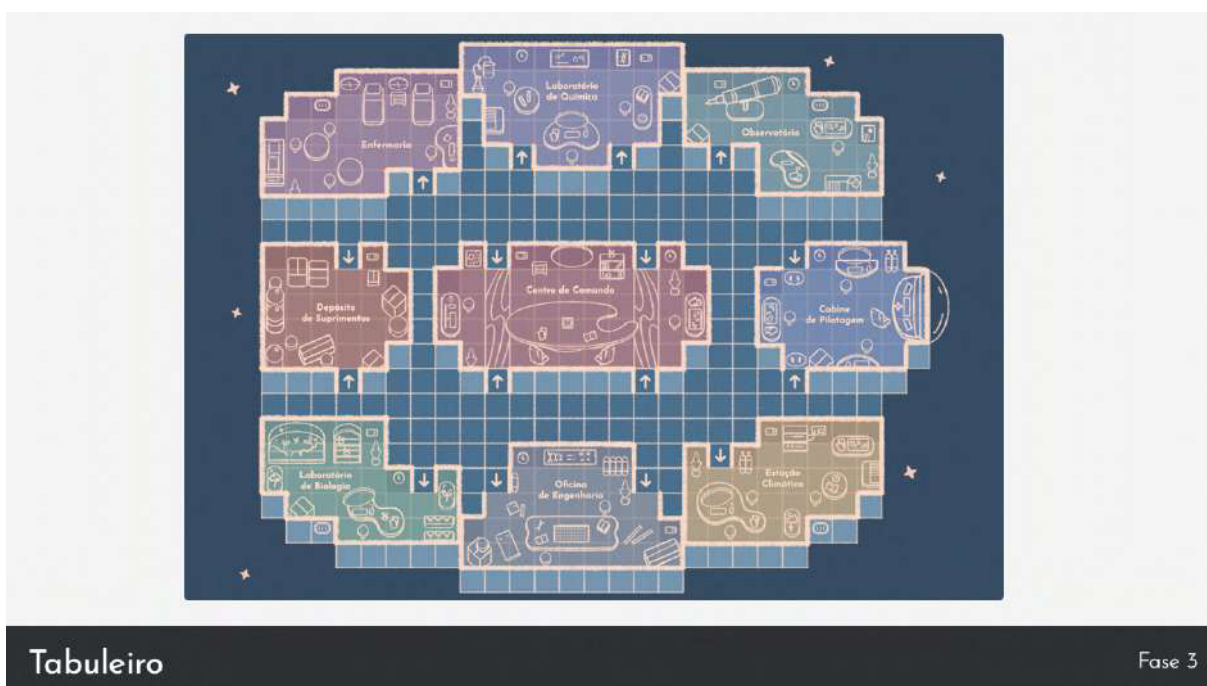 Laboratório
de Química
Enfermaria
Observatório
Depósito
de Suprimentos
Centro de Comando
Cabine
de Pilotagem
Laboratório
de Biologia
Oficina
de Engenharia
Estação
Climática
Tabuleiro
Fase 3